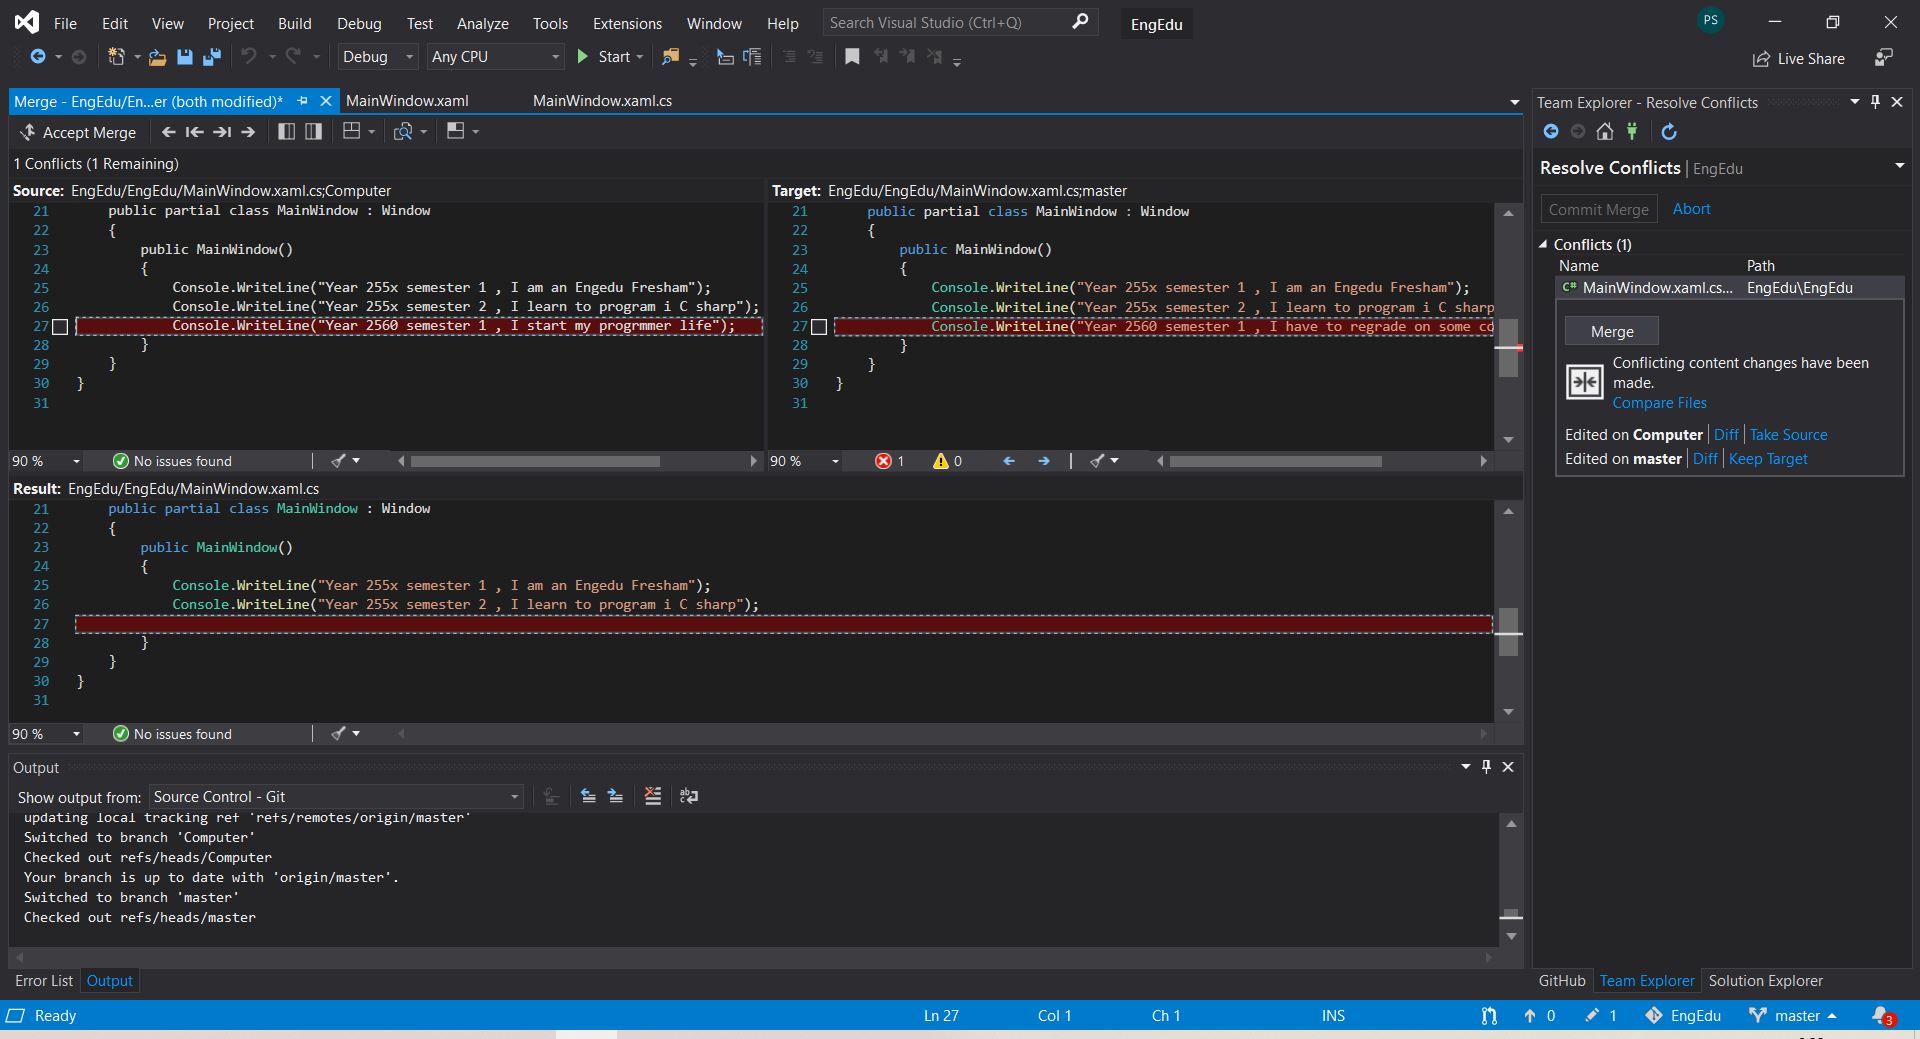 File Edit View Project Build Debug Test Analyze Tools Extensions Window Help Search Visual Studio (Ctrl+Q) EngEdu PS
Debug Any CPU Start Live Share
Merge - EngEdu/En...er (both modified)* MainWindow.xaml MainWindow.xaml.cs
Accept Merge
1 Conflicts (1 Remaining)
Source: EngEdu/EngEdu/MainWindow.xaml.cs;Computer
21 public partial class MainWindow : Window
22 {
23 public MainWindow()
24 {
25 Console.WriteLine("Year 255x semester 1 , I am an Engedu Fresham");
26 Console.WriteLine("Year 255x semester 2 , I learn to program i C sharp");
27 Console.WriteLine("Year 2560 semester 1 , I start my progrmmer life");
28 }
29 }
30 }
31
90 % No issues found
Target: EngEdu/EngEdu/MainWindow.xaml.cs;master
21 public partial class MainWindow : Window
22 {
23 public MainWindow()
24 {
25 Console.WriteLine("Year 255x semester 1 , I am an Engedu Fresham");
26 Console.WriteLine("Year 255x semester 2 , I learn to program i C sharp
27 Console.WriteLine("Year 2560 semester 1 , I have to regrade on some co
28 }
29 }
30 }
31
90 % 1 0
Result: EngEdu/EngEdu/MainWindow.xaml.cs
21 public partial class MainWindow : Window
22 {
23 public MainWindow()
24 {
25 Console.WriteLine("Year 255x semester 1 , I am an Engedu Fresham");
26 Console.WriteLine("Year 255x semester 2 , I learn to program i C sharp");
27
28 }
29 }
30 }
31
90 % No issues found
Output
Show output from: Source Control - Git
updating local tracking ref 'refs/remotes/origin/master'
Switched to branch 'Computer'
Checked out refs/heads/Computer
Your branch is up to date with 'origin/master'.
Switched to branch 'master'
Checked out refs/heads/master
Error List Output
Team Explorer - Resolve Conflicts
Resolve Conflicts | EngEdu
Commit Merge Abort
Conflicts (1)
Name Path
C# MainWindow.xaml.cs... EngEdu\EngEdu
Merge
Conflicting content changes have been
made.
Compare Files
Edited on Computer | Diff | Take Source
Edited on master | Diff | Keep Target
GitHub Team Explorer Solution Explorer
Ready Ln 27 Col 1 Ch 1 INS 0 1 EngEdu master 3